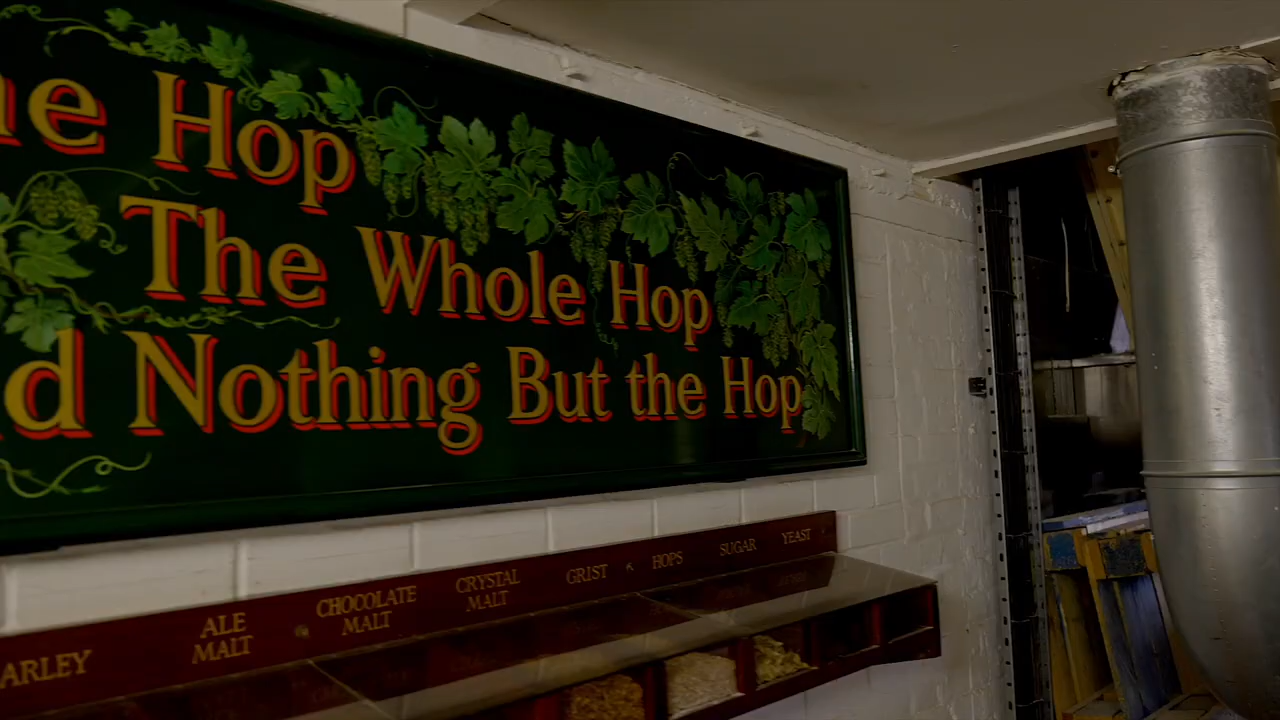 he Hop
The Whole Hop
d Nothing But the Hop
ARLEY
ALE MALT
CHOCOLATE MALT
CRYSTAL MALT
GRIST
HOPS
SUGAR
YEAST